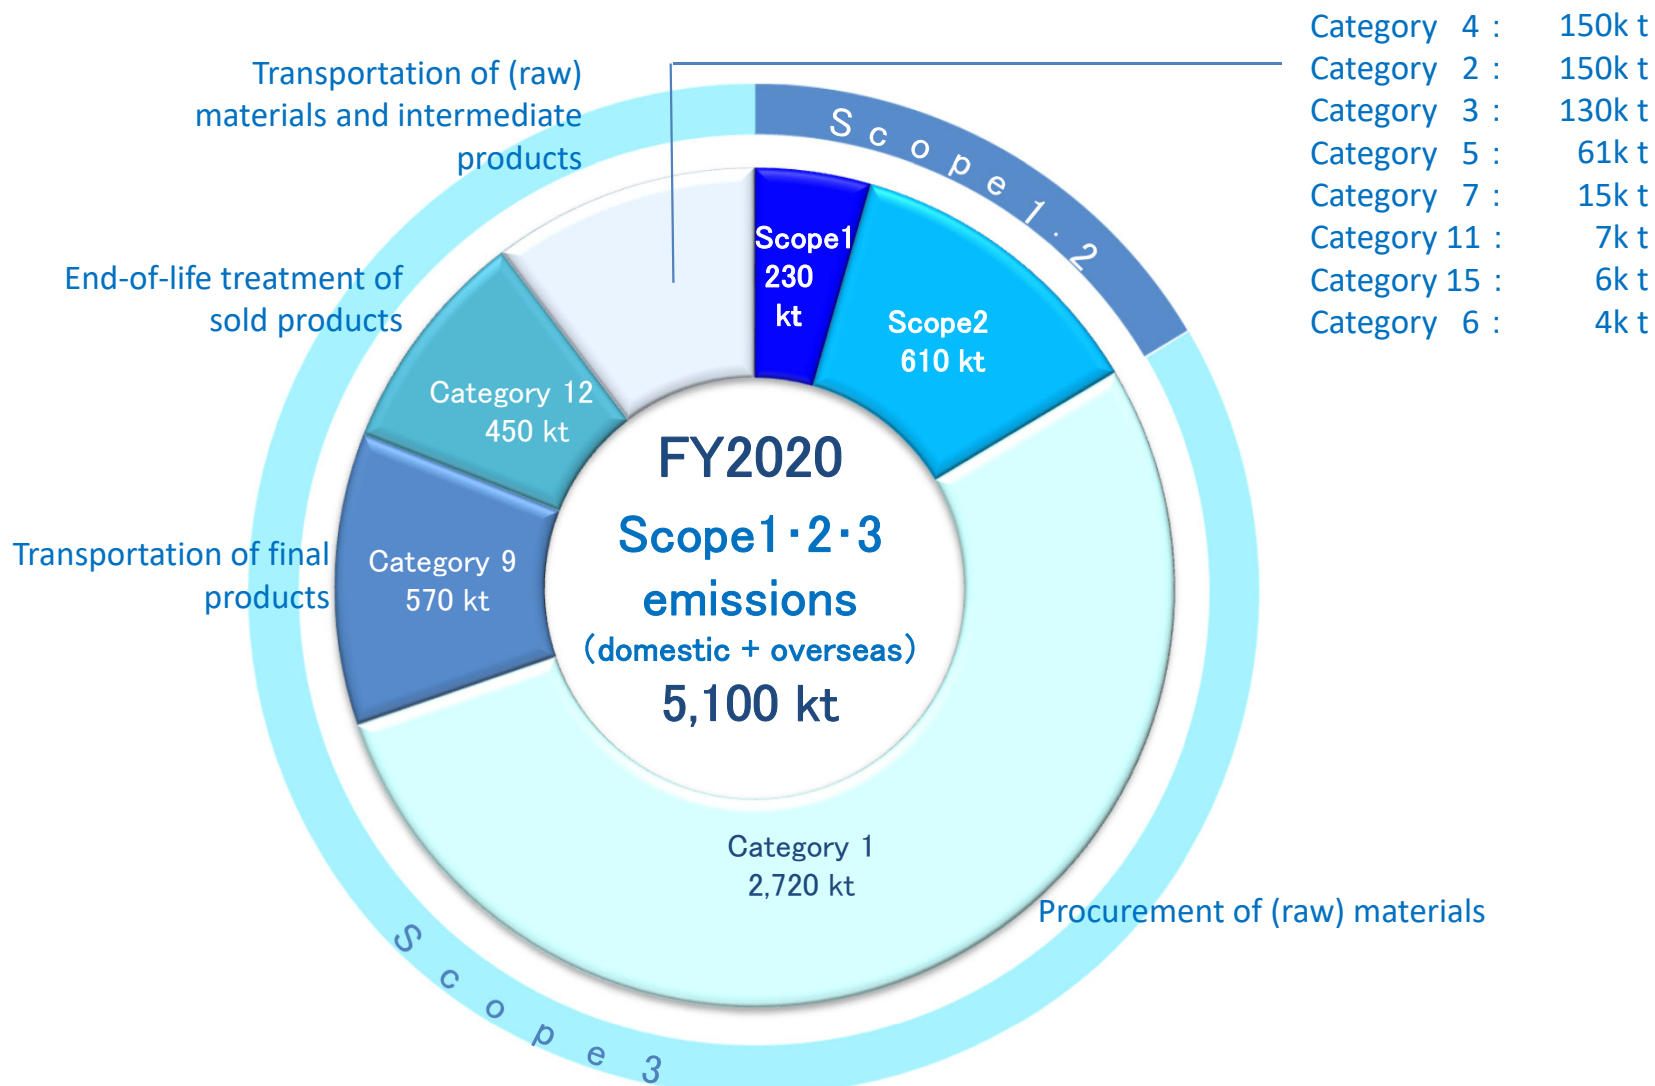 Category 4 : 150k t
Category 2 : 150k t
Category 3 : 130k t
Category 5 : 61k t
Category 7 : 15k t
Category 11 : 7k t
Category 15 : 6k t
Category 6 : 4k t
Transportation of (raw)
materials and intermediate
products
Scope1.2
Scope1
230
kt
Scope2
610 kt
End-of-life treatment of
sold products
Category 12
450 kt
FY2020
Scope1・2・3
emissions
(domestic + overseas)
5,100 kt
Transportation of final
products
Category 9
570 kt
Category 1
2,720 kt
Procurement of (raw) materials
Scope3